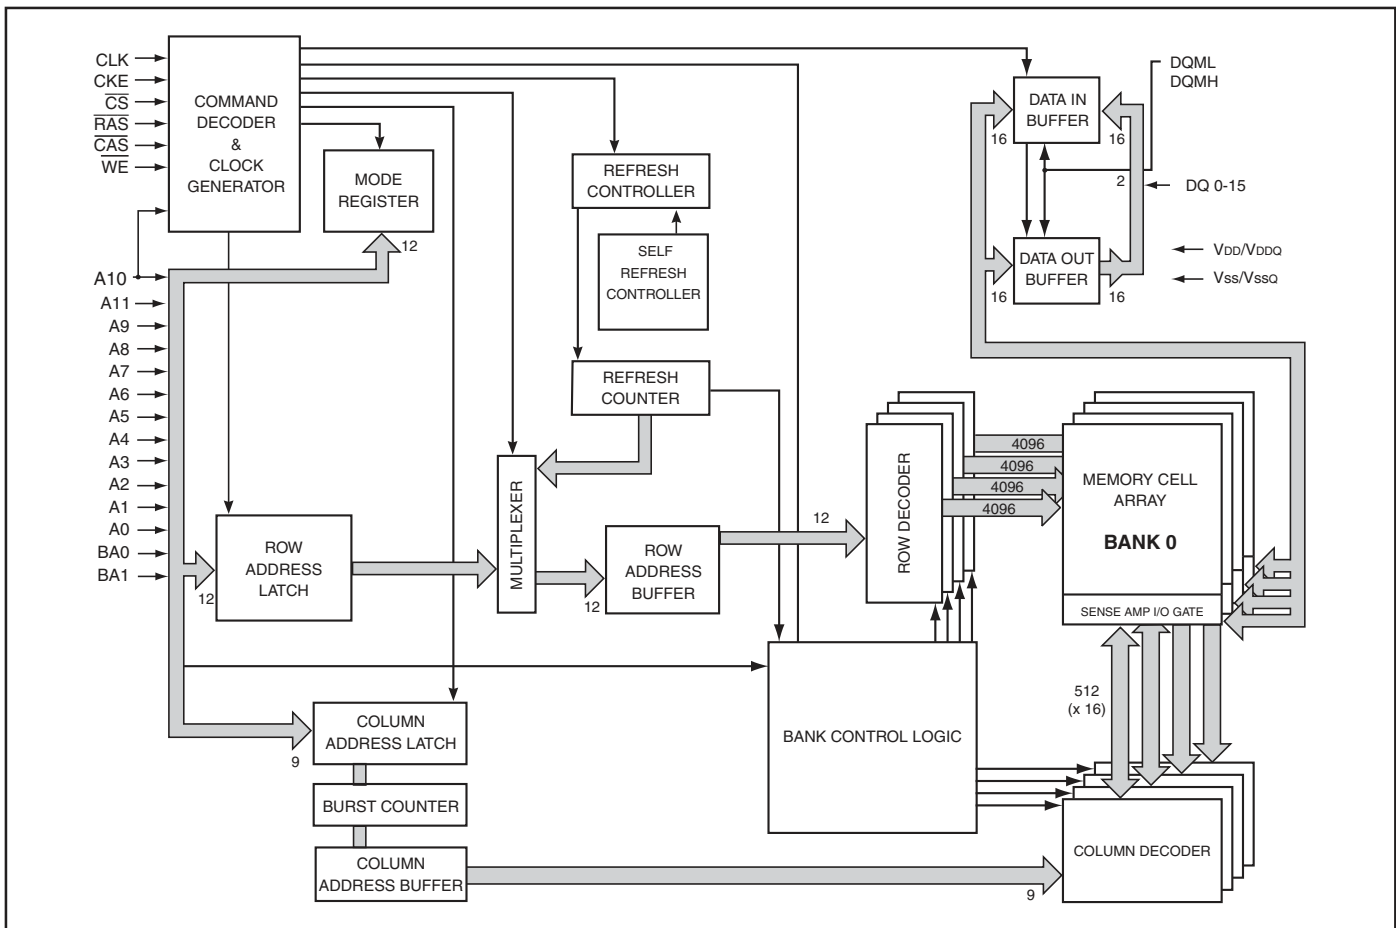 CLK
CKE
CS
RAS
CAS
WE
A10
A11
A9
A8
A7
A6
A5
A4
A3
A2
A1
A0
BA0
BA1
COMMAND
DECODER
&
CLOCK
GENERATOR
MODE
REGISTER
12
REFRESH
CONTROLLER
SELF
REFRESH
CONTROLLER
REFRESH
COUNTER
DATA IN
BUFFER
16
16
DQML
DQMH
2
DQ 0-15
DATA OUT
BUFFER
16
16
VDD/VDDQ
Vss/VssQ
ROW
ADDRESS
LATCH
12
MULTIPLEXER
12
ROW
ADDRESS
BUFFER
12
ROW DECODER
4096
4096
4096
4096
MEMORY CELL
ARRAY
BANK 0
SENSE AMP I/O GATE
512
(x 16)
BANK CONTROL LOGIC
COLUMN
ADDRESS LATCH
9
BURST COUNTER
COLUMN
ADDRESS BUFFER
9
COLUMN DECODER